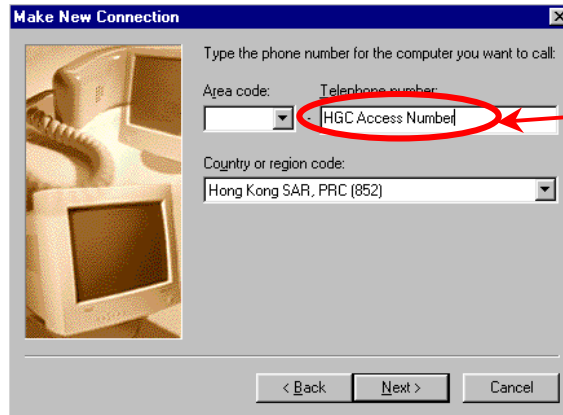 Make New Connection
Type the phone number for the computer you want to call:
Area code: Telephone number:
- HGC Access Number
Country or region code:
Hong Kong SAR, PRC (852)
< Back Next > Cancel